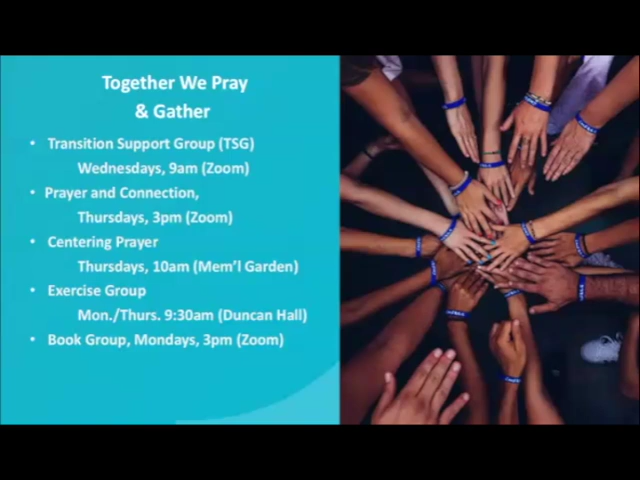 Together We Pray
& Gather
• Transition Support Group (TSG)
Wednesdays, 9am (Zoom)
• Prayer and Connection,
Thursdays, 3pm (Zoom)
• Centering Prayer
Thursdays, 10am (Mem’l Garden)
• Exercise Group
Mon./Thurs. 9:30am (Duncan Hall)
• Book Group, Mondays, 3pm (Zoom)